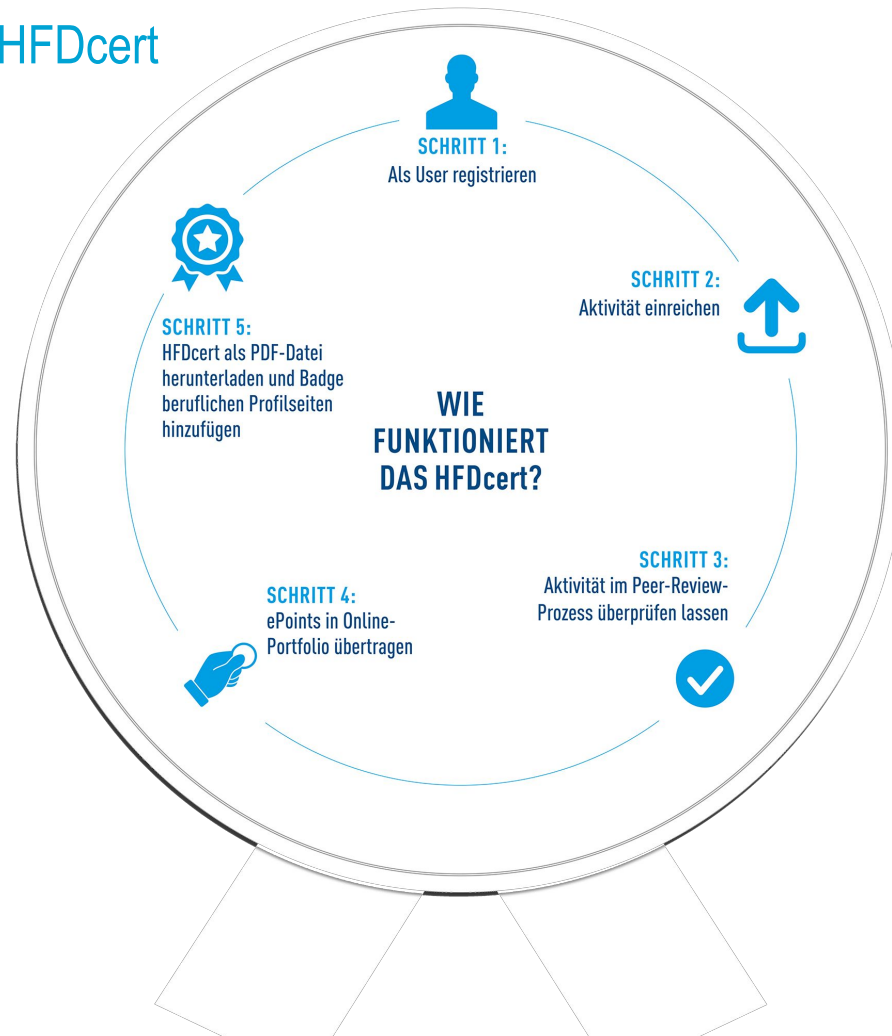 HFDcert
SCHRITT 1:
Als User registrieren
SCHRITT 2:
Aktivität einreichen
WIE
FUNKTIONIERT
DAS HFDcert?
SCHRITT 3:
Aktivität im Peer-Review-
Prozess überprüfen lassen
SCHRITT 4:
ePoints in Online-
Portfolio übertragen
SCHRITT 5:
HFDcert als PDF-Datei
herunterladen und Badge
beruflichen Profilseiten
hinzufügen